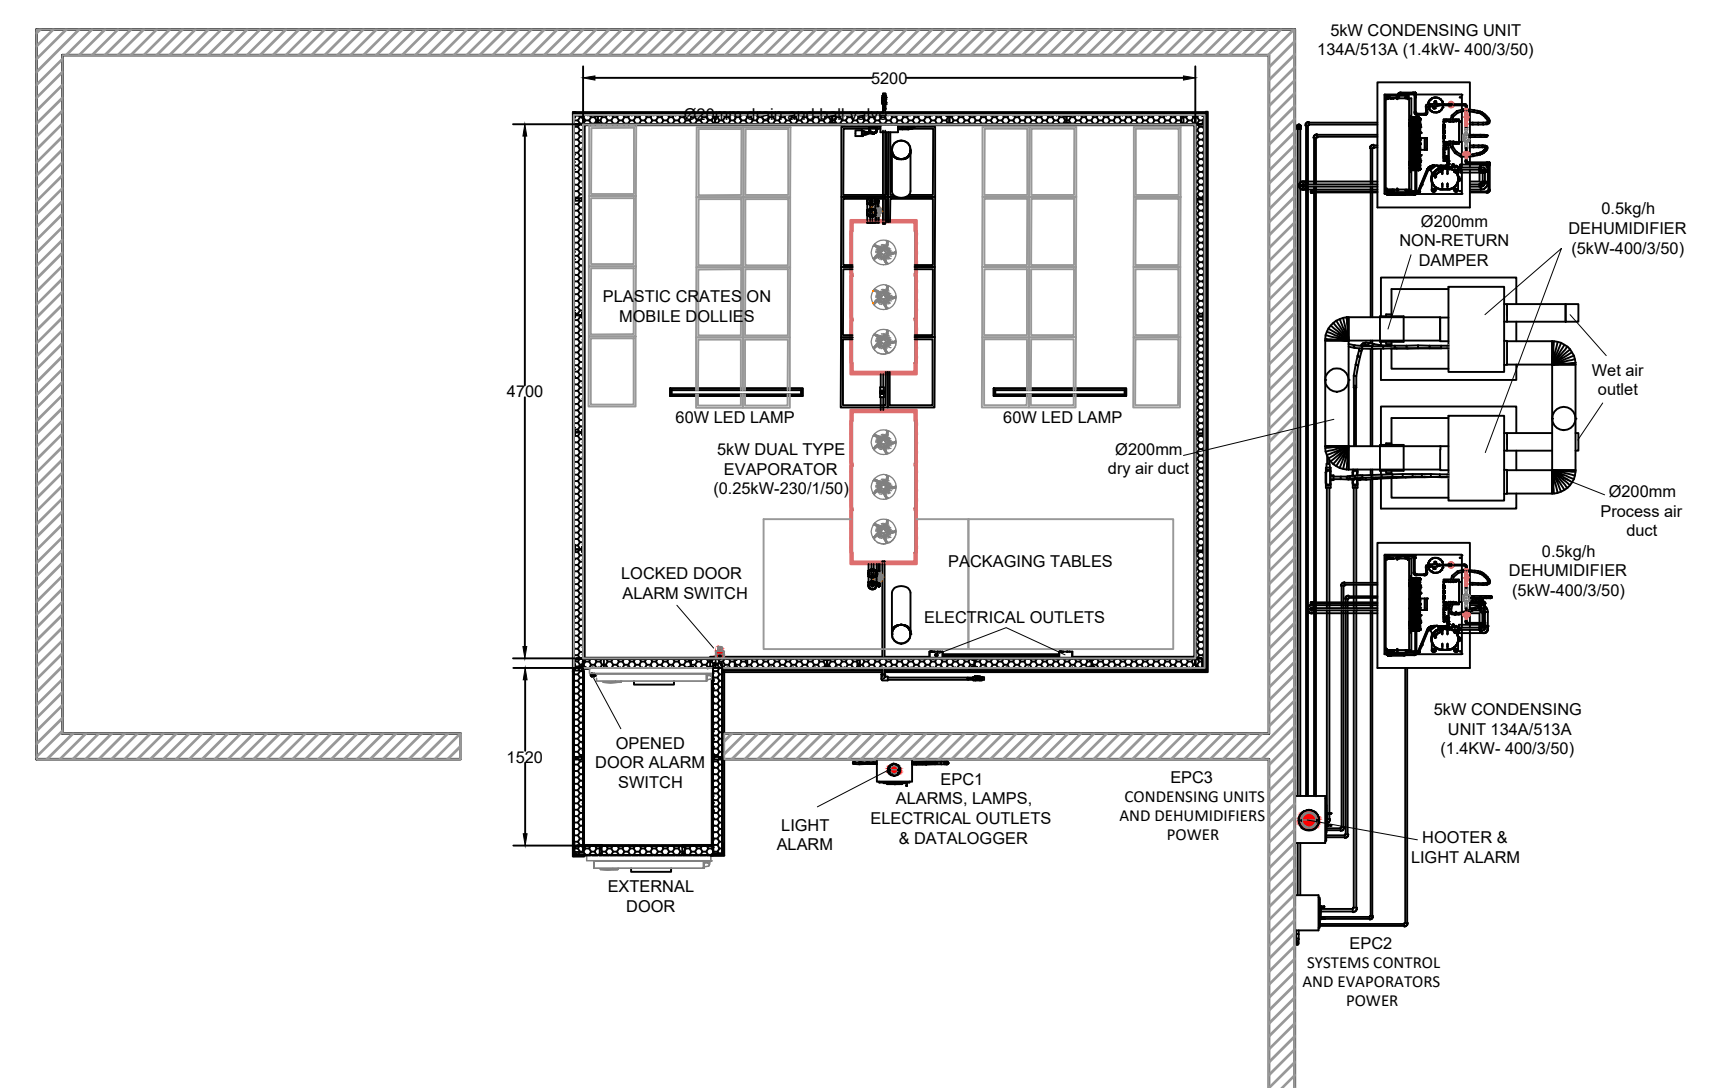 5kW CONDENSING UNIT
134A/513A (1.4kW- 400/3/50)
5200
Ø20mm drain and ball valve
0.5kg/h
DEHUMIDIFIER
(5kW-400/3/50)
Ø200mm
NON-RETURN
DAMPER
PLASTIC CRATES ON
MOBILE DOLLIES
4700
60W LED LAMP
60W LED LAMP
Wet air
outlet
5kW DUAL TYPE
EVAPORATOR
(0.25kW-230/1/50)
Ø200mm
dry air duct
Ø200mm
Process air
duct
PACKAGING TABLES
0.5kg/h
DEHUMIDIFIER
(5kW-400/3/50)
LOCKED DOOR
ALARM SWITCH
ELECTRICAL OUTLETS
5kW CONDENSING
UNIT 134A/513A
(1.4KW- 400/3/50)
1520
OPENED
DOOR ALARM
SWITCH
EPC1
ALARMS, LAMPS,
ELECTRICAL OUTLETS
& DATALOGGER
EPC3
CONDENSING UNITS
AND DEHUMIDIFIERS
POWER
LIGHT
ALARM
HOOTER &
LIGHT ALARM
EXTERNAL
DOOR
EPC2
SYSTEMS CONTROL
AND EVAPORATORS
POWER